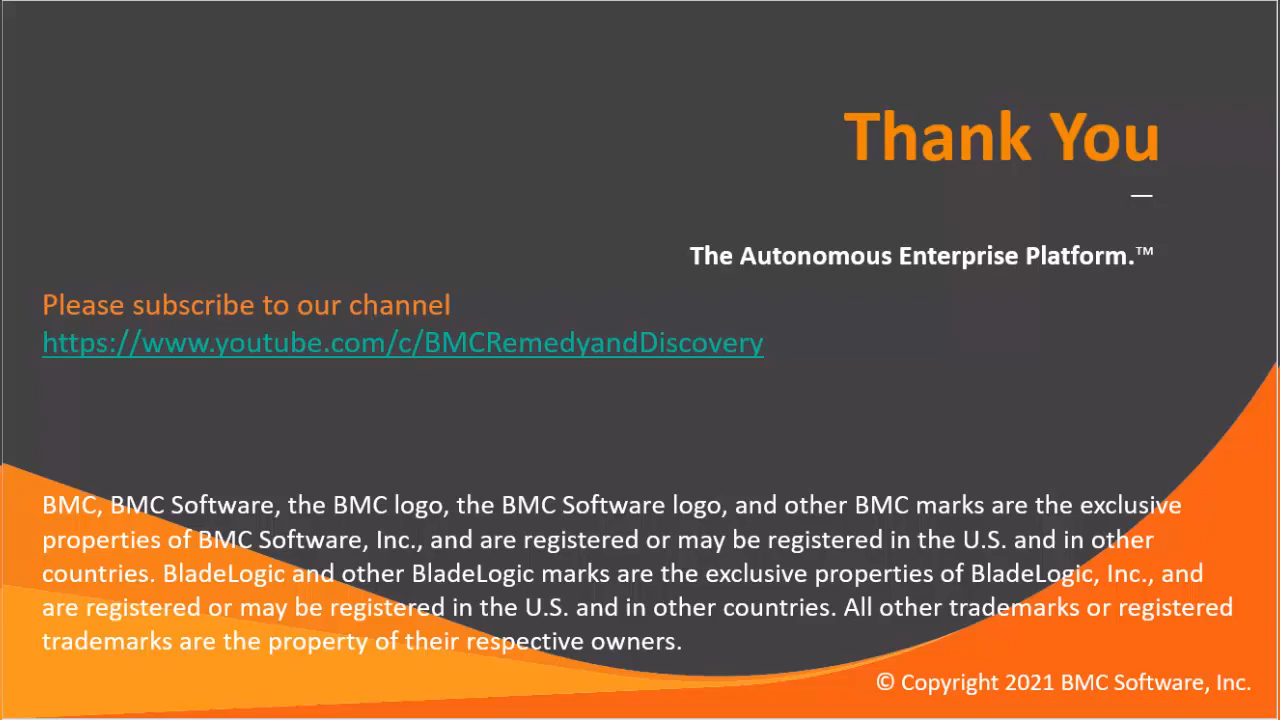 Thank You
The Autonomous Enterprise Platform.™
Please subscribe to our channel
https://www.youtube.com/c/BMCRemedyandDiscovery
BMC, BMC Software, the BMC logo, the BMC Software logo, and other BMC marks are the exclusive
properties of BMC Software, Inc., and are registered or may be registered in the U.S. and in other
countries. BladeLogic and other BladeLogic marks are the exclusive properties of BladeLogic, Inc., and
are registered or may be registered in the U.S. and in other countries. All other trademarks or registered
trademarks are the property of their respective owners.
© Copyright 2021 BMC Software, Inc.